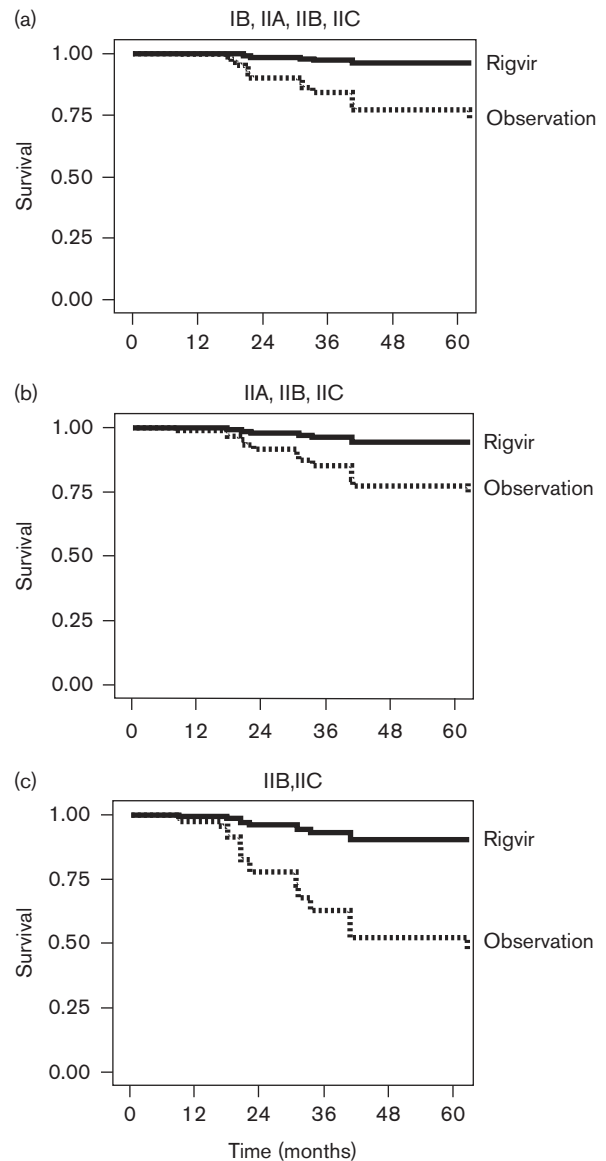 (a)
IB, IIA, IIB, IIC
1.00
0.75
0.50
0.25
0.00
Survival
Rigvir
Observation
0 12 24 36 48 60
(b)
IIA, IIB, IIC
1.00
0.75
0.50
0.25
0.00
Survival
Rigvir
Observation
0 12 24 36 48 60
(c)
IIB,IIC
1.00
0.75
0.50
0.25
0.00
Survival
Rigvir
Observation
0 12 24 36 48 60
Time (months)